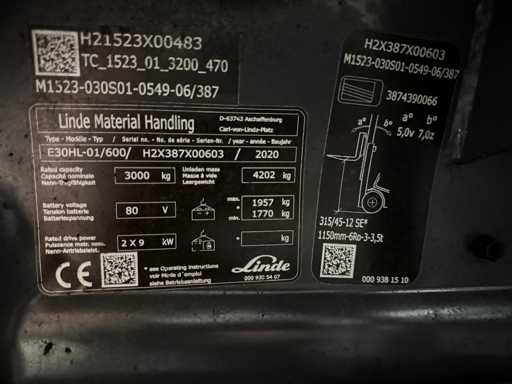 H21523X00483
TC_1523_01_3200_470
M1523-030S01-0549-06/387
Linde Material Handling
D-63743 Aschaffenburg
Carl-von-Linde-Platz
Type - Modèle - Typ / Serial no. - No. de série - Serien-Nr. / year - année - Baujahr
E30HL-01/600 / H2X387X00603 / 2020
Rated capacity
Capacité nominale
Nenn-Tragfähigkeit
3000 kg
Unladen mass
Masse à vide
Leergewicht
4202 kg
Battery voltage
Tension batterie
Batteriespannung
80 V
max. 1957 kg
min. 1770 kg
Rated drive power
Puissance motr. nom.
Nenn-Antriebsleist.
2 X 9 kW
* kg
CE
* see Operating instructions
voir Mode d'emploi
siehe Betriebsanleitung
Linde
000 930 54 07
H2X387X00603
M1523-030S01-0549-06/387
3874390066
a° ô°
5,0v 7,0z
315/45-12 SE*
1150mm-6Ro-3-3,5t
000 938 15 10